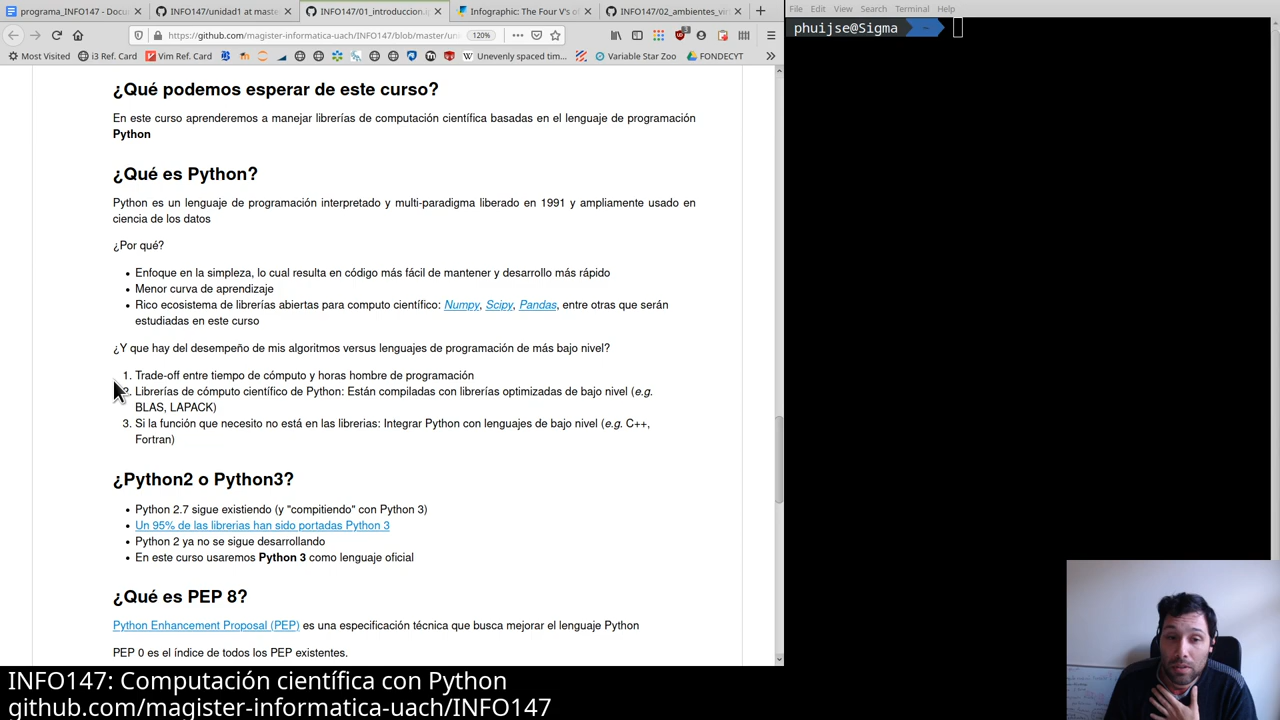 programa_INFO147 - Docu
INFO147/unidad1 at maste
INFO147/01_introduccion.i
Infographic: The Four V's o
INFO147/02_ambientes_vir
https://github.com/magister-informatica-uach/INFO147/blob/master/uni
120%
Most Visited
i3 Ref. Card
Vim Ref. Card
Unevenly spaced tim…
Variable Star Zoo
FONDECYT
¿Qué podemos esperar de este curso?
En este curso aprenderemos a manejar librerías de computación científica basadas en el lenguaje de programación
Python
¿Qué es Python?
Python es un lenguaje de programación interpretado y multi-paradigma liberado en 1991 y ampliamente usado en
ciencia de los datos
¿Por qué?
Enfoque en la simpleza, lo cual resulta en código más fácil de mantener y desarrollo más rápido
Menor curva de aprendizaje
Rico ecosistema de librerías abiertas para computo científico: Numpy, Scipy, Pandas, entre otras que serán
estudiadas en este curso
¿Y que hay del desempeño de mis algoritmos versus lenguajes de programación de más bajo nivel?
1. Trade-off entre tiempo de cómputo y horas hombre de programación
2. Librerías de cómputo científico de Python: Están compiladas con librerías optimizadas de bajo nivel (e.g.
BLAS, LAPACK)
3. Si la función que necesito no está en las librerias: Integrar Python con lenguajes de bajo nivel (e.g. C++,
Fortran)
¿Python2 o Python3?
Python 2.7 sigue existiendo (y "compitiendo" con Python 3)
Un 95% de las librerias han sido portadas Python 3
Python 2 ya no se sigue desarrollando
En este curso usaremos Python 3 como lenguaje oficial
¿Qué es PEP 8?
Python Enhancement Proposal (PEP) es una especificación técnica que busca mejorar el lenguaje Python
PEP 0 es el índice de todos los PEP existentes.
File Edit View Search Terminal Help
phuijse@Sigma ~
INFO147: Computación científica con Python
github.com/magister-informatica-uach/INFO147